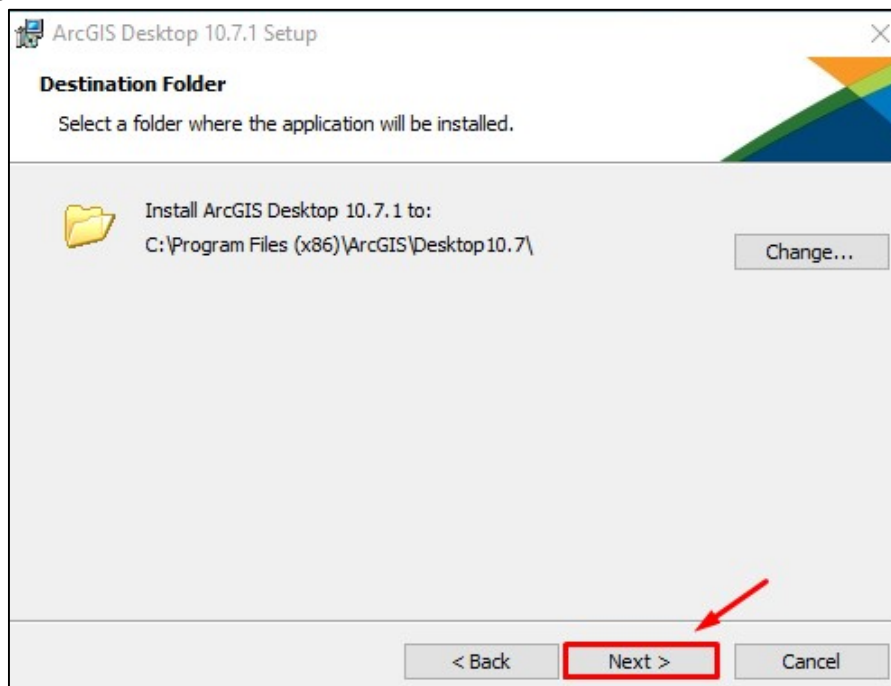 ArcGIS Desktop 10.7.1 Setup
Destination Folder
Select a folder where the application will be installed.
Install ArcGIS Desktop 10.7.1 to:
C:\Program Files (x86)\ArcGIS\Desktop10.7\
Change...
< Back
Next >
Cancel